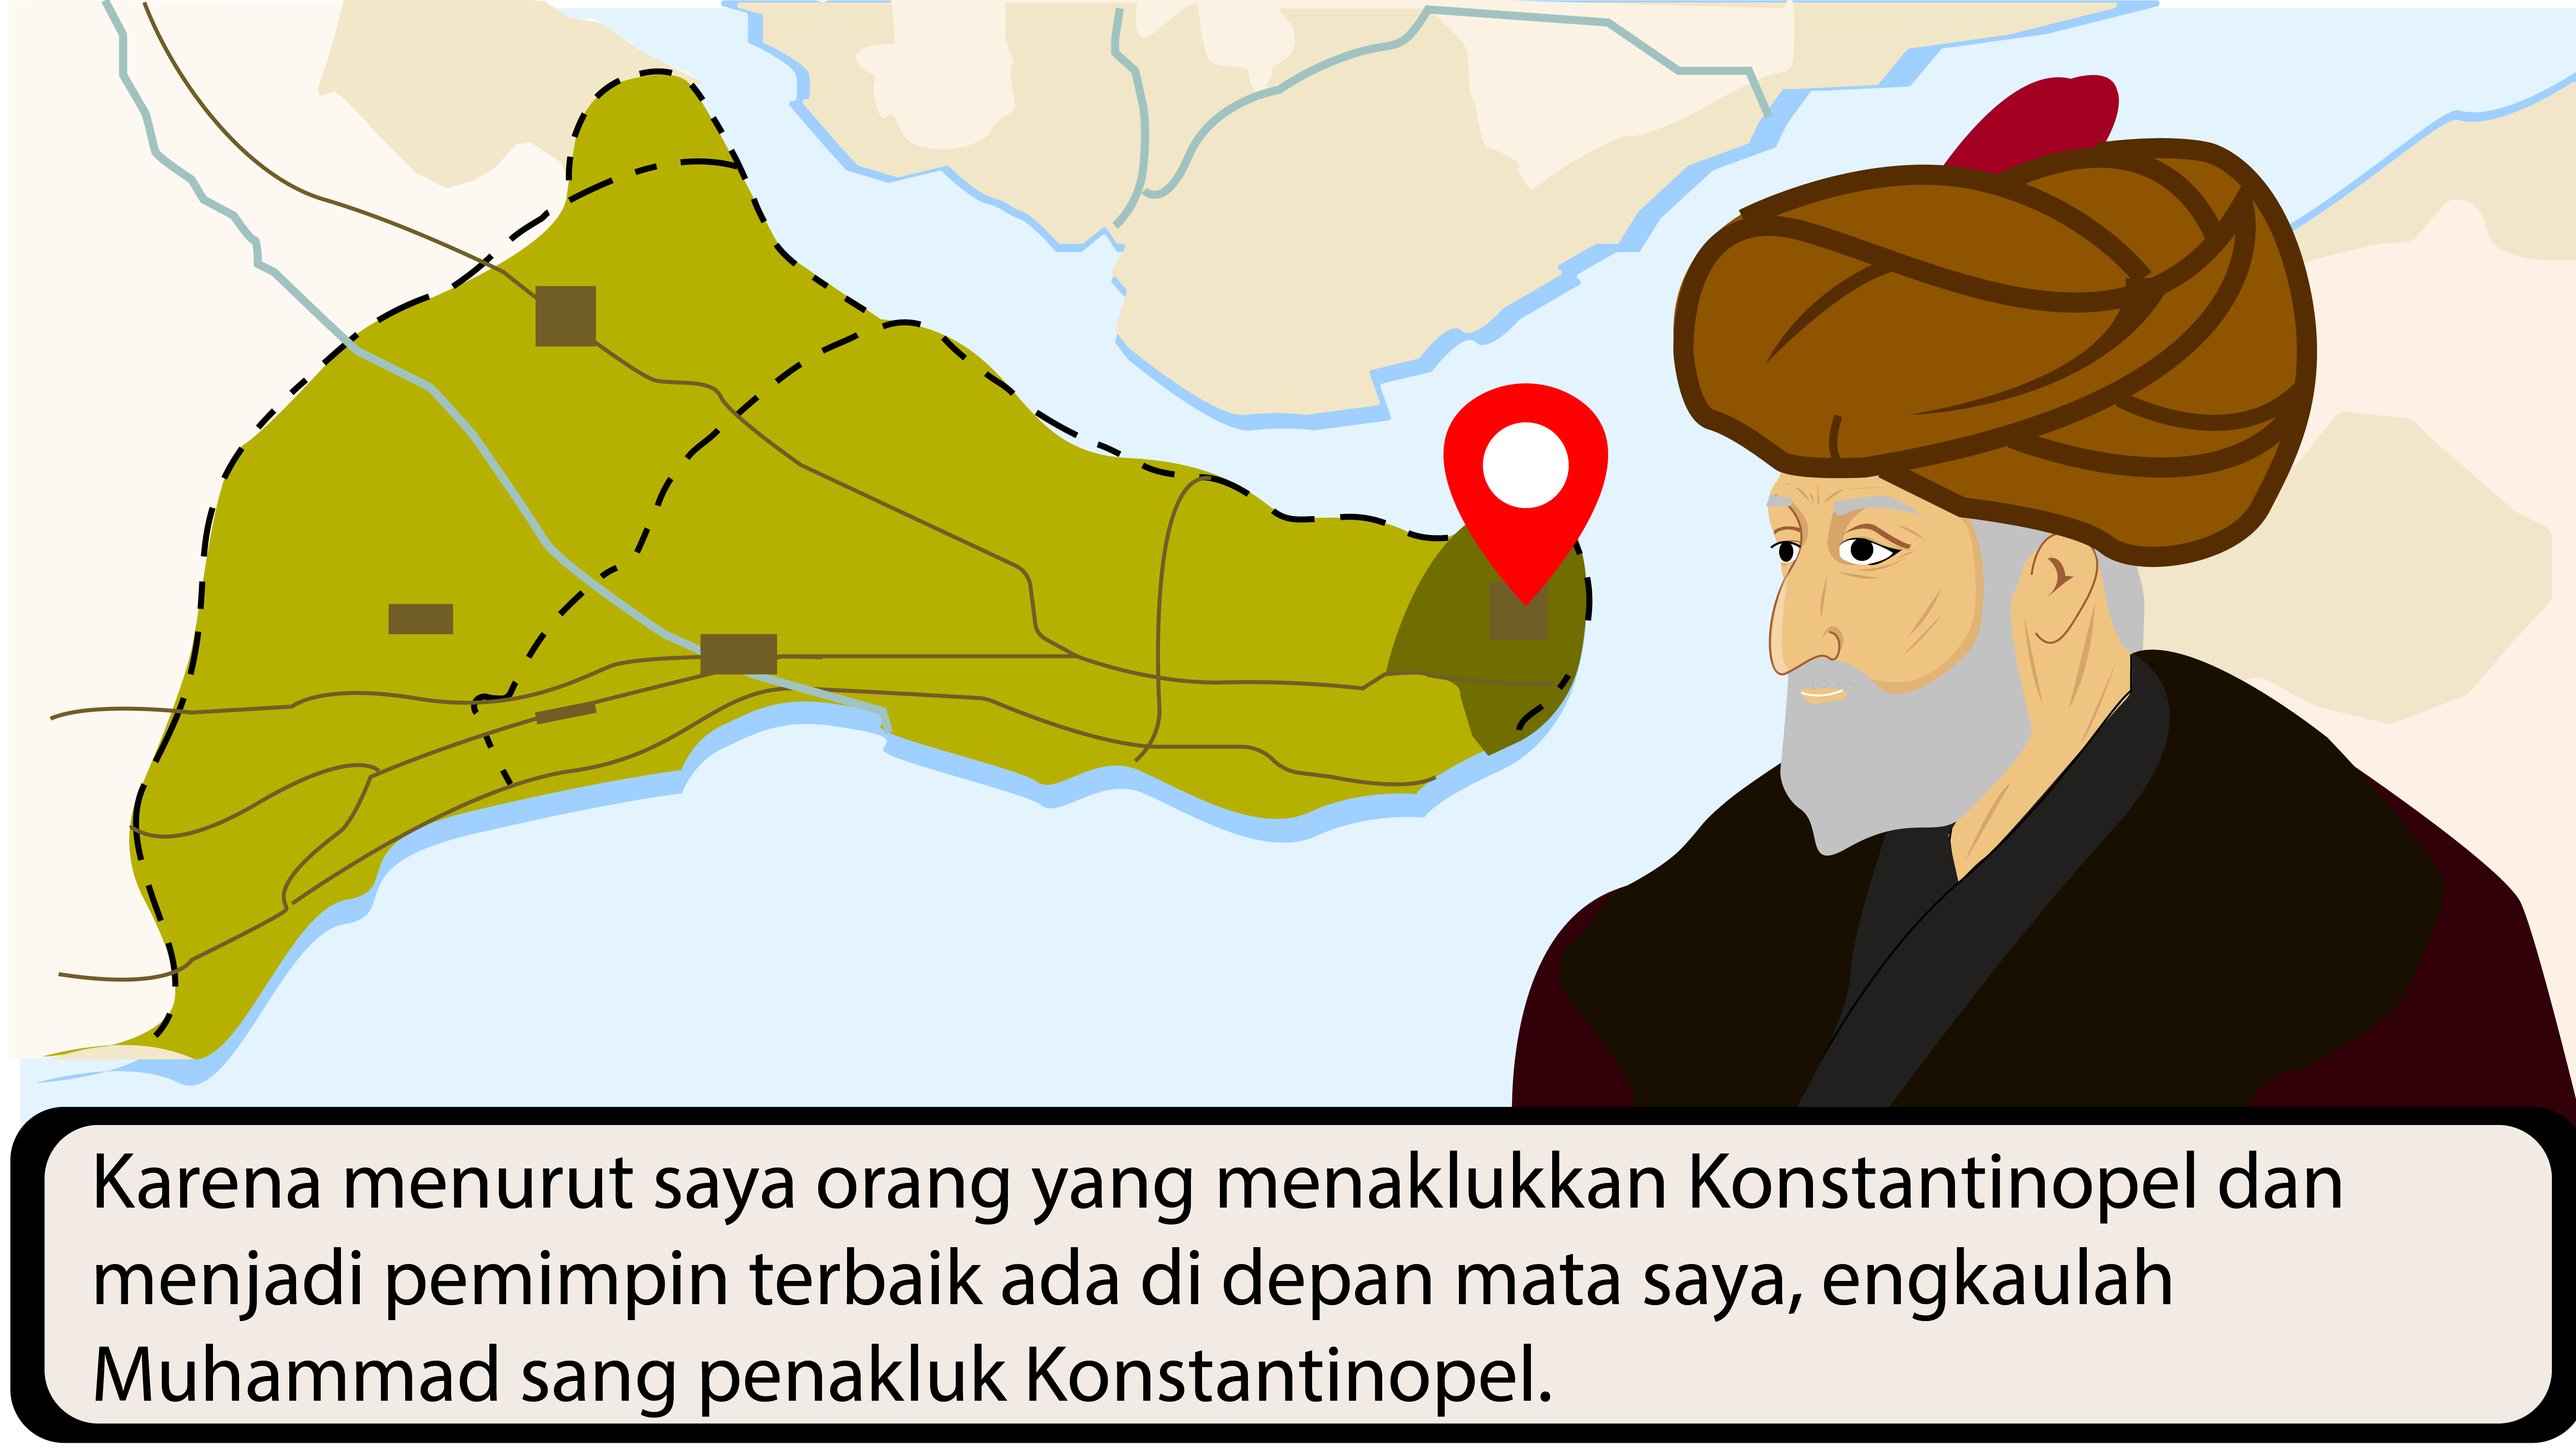 Karena menurut saya orang yang menaklukkan Konstantinopel dan
menjadi pemimpin terbaik ada di depan mata saya, engkaulah
Muhammad sang penakluk Konstantinopel.